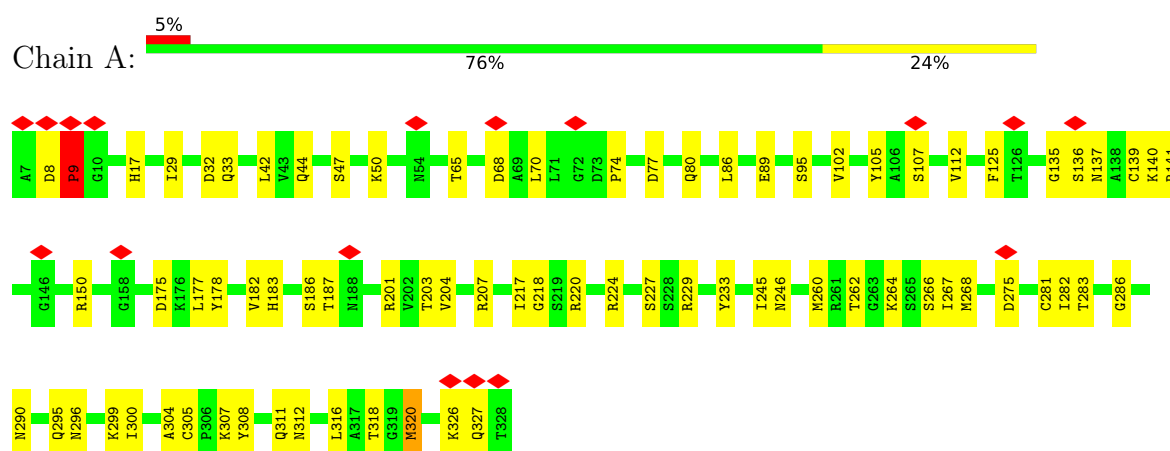 5%
Chain A:
76% 24%
A7 D8 P9 G10 H17 I29 D32 Q33 L42 V43 Q44 S47 K50 N54 T65 D68 A69 L70 L71 G72 D73 P74 D77 Q80 L86 E89 S95 V102 Y105 A106 S107 V112 F125 T126 G135 S136 N137 A138 C139 K140
G146 R150 G158 D175 K176 L177 Y178 V182 H183 S186 T187 N188 R201 V202 T203 V204 R207 I217 G218 S219 R220 R224 S227 S228 R229 Y233 I245 N246 M260 R261 T262 G263 K264 S265 S266 I267 M268 D275 C281 I282 T283 G286
N290 Q295 N296 K299 I300 A304 C305 P306 K307 Y308 Q311 N312 L316 A317 T318 G319 M320 K326 Q327 T328